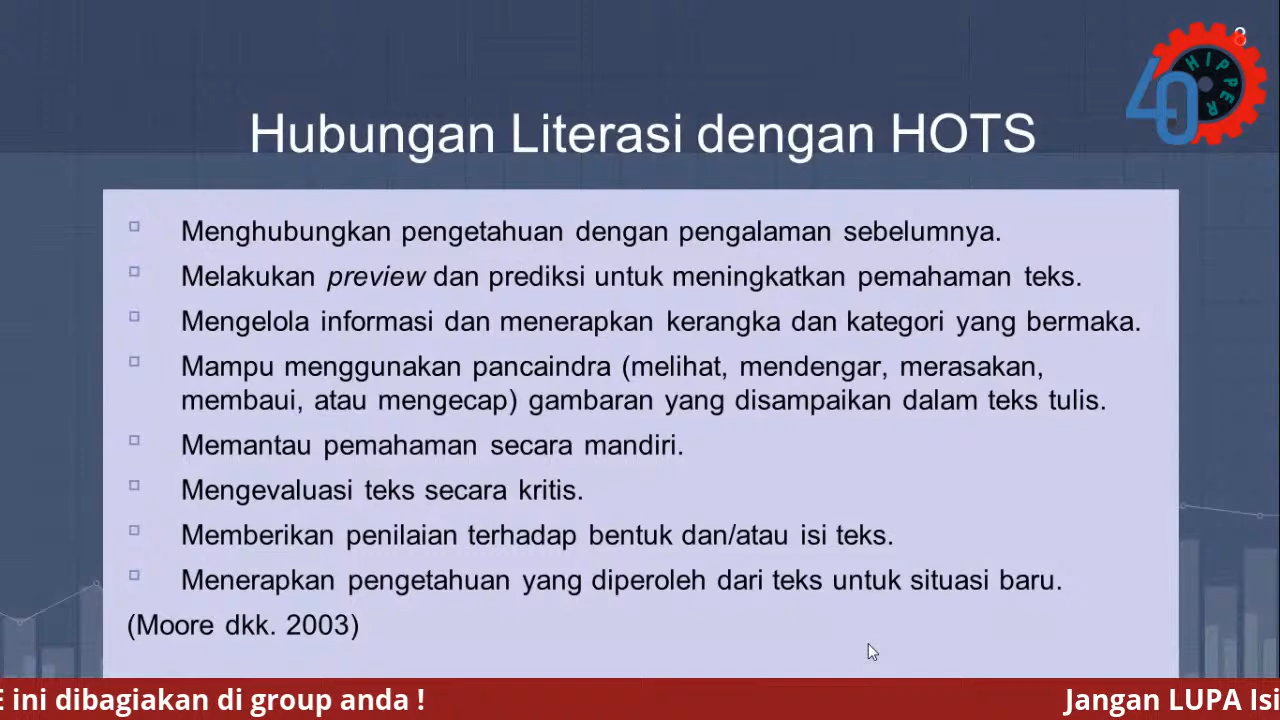 8
HIPPER
40
Hubungan Literasi dengan HOTS
Menghubungkan pengetahuan dengan pengalaman sebelumnya.
Melakukan preview dan prediksi untuk meningkatkan pemahaman teks.
Mengelola informasi dan menerapkan kerangka dan kategori yang bermaka.
Mampu menggunakan pancaindra (melihat, mendengar, merasakan,
membaui, atau mengecap) gambaran yang disampaikan dalam teks tulis.
Memantau pemahaman secara mandiri.
Mengevaluasi teks secara kritis.
Memberikan penilaian terhadap bentuk dan/atau isi teks.
Menerapkan pengetahuan yang diperoleh dari teks untuk situasi baru.
(Moore dkk. 2003)
ini dibagiakan di group anda ! Jangan LUPA Isi